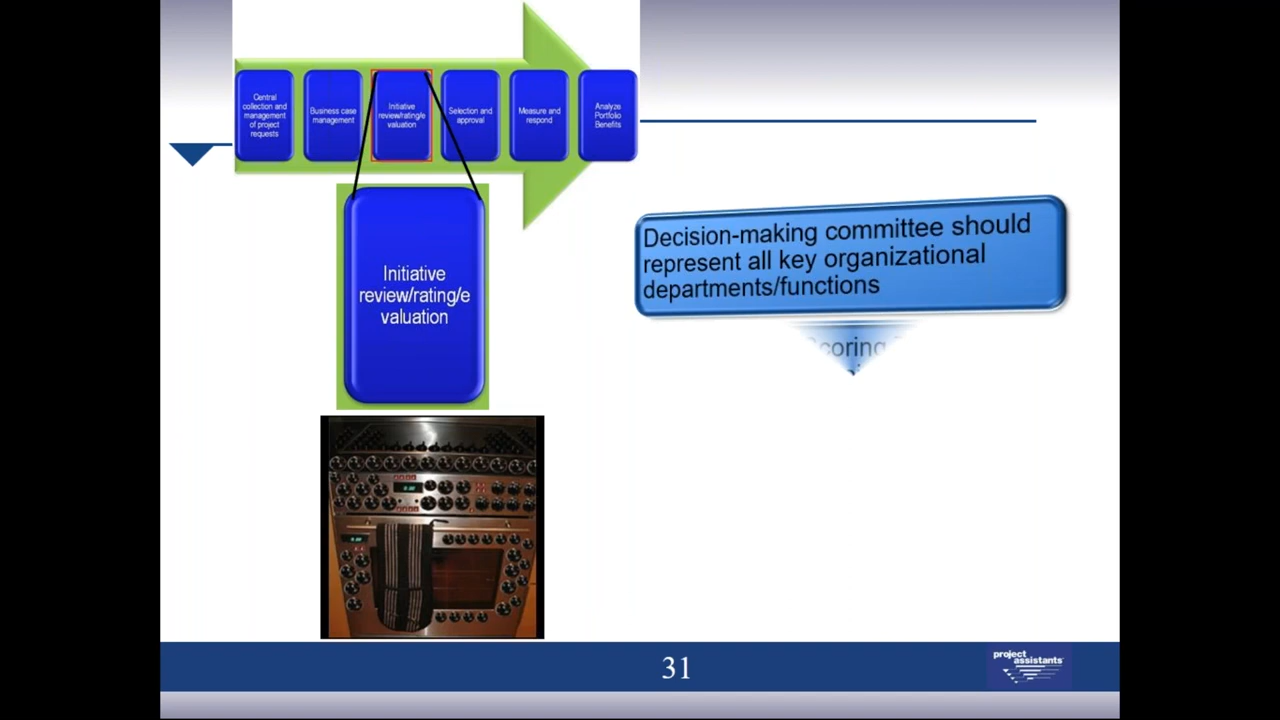 Central
collection and
management
of project
requests
Business case
management
Initiative
review/rating/e
valuation
Selection and
approval
Measure and
respond
Analyze
Portfolio
Benefits
Initiative
review/rating/e
valuation
Decision-making committee should
represent all key organizational
departments/functions
31
project
assistants